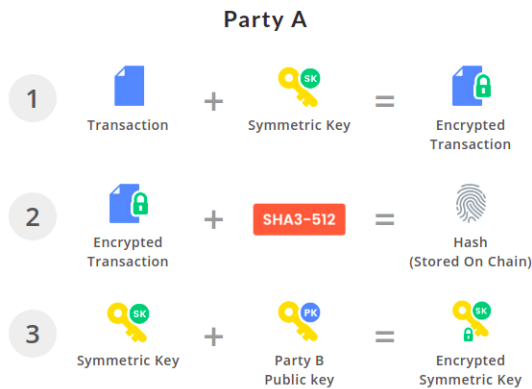 Party A
1
SK
Transaction
+
Symmetric Key
=
Encrypted
Transaction
2
Encrypted
Transaction
+
SHA3-512
=
Hash
(Stored On Chain)
3
SK
Symmetric Key
+
PK
Party B
Public key
=
SK
Encrypted
Symmetric Key